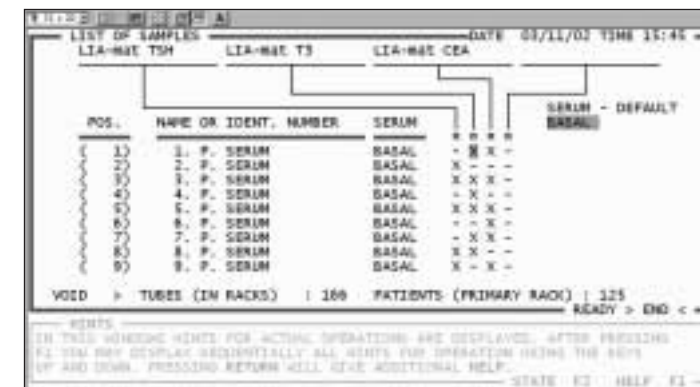 LIST OF SAMPLES DATE 03/11/02 TIME 15:45
LIA-mat TSH LIA-mat T3 LIA-mat CEA
SERUM - DEFAULT
POS. NAME OR IDENT. NUMBER SERUM BASAL
( 1) 1. P. SERUM BASAL - X X -
( 2) 2. P. SERUM BASAL X - - -
( 3) 3. P. SERUM BASAL X X X -
( 4) 4. P. SERUM BASAL
( 5) 5. P. SERUM BASAL X X X -
( 6) 6. P. SERUM BASAL
( 7) 7. P. SERUM BASAL - X X -
( 8) 8. P. SERUM BASAL
( 9) 9. P. SERUM BASAL X - X -
VOID > TUBES (IN RACKS) : PATIENTS (PRIMARY RACK) : 125
READY > END <
HINTS
IN THIS WINDOWS HINTS FOR ACTUAL OPERATIONS ARE DISPLAYED. AFTER PRESSING
F1 YOU MAY DISPLAY SEQUENTIALLY ALL HINTS FOR OPERATION USING THE KEYS
UP AND DOWN. PRESSING RETURN WILL GIVE ADDITIONAL HELP.
STATE F2 HELP F1